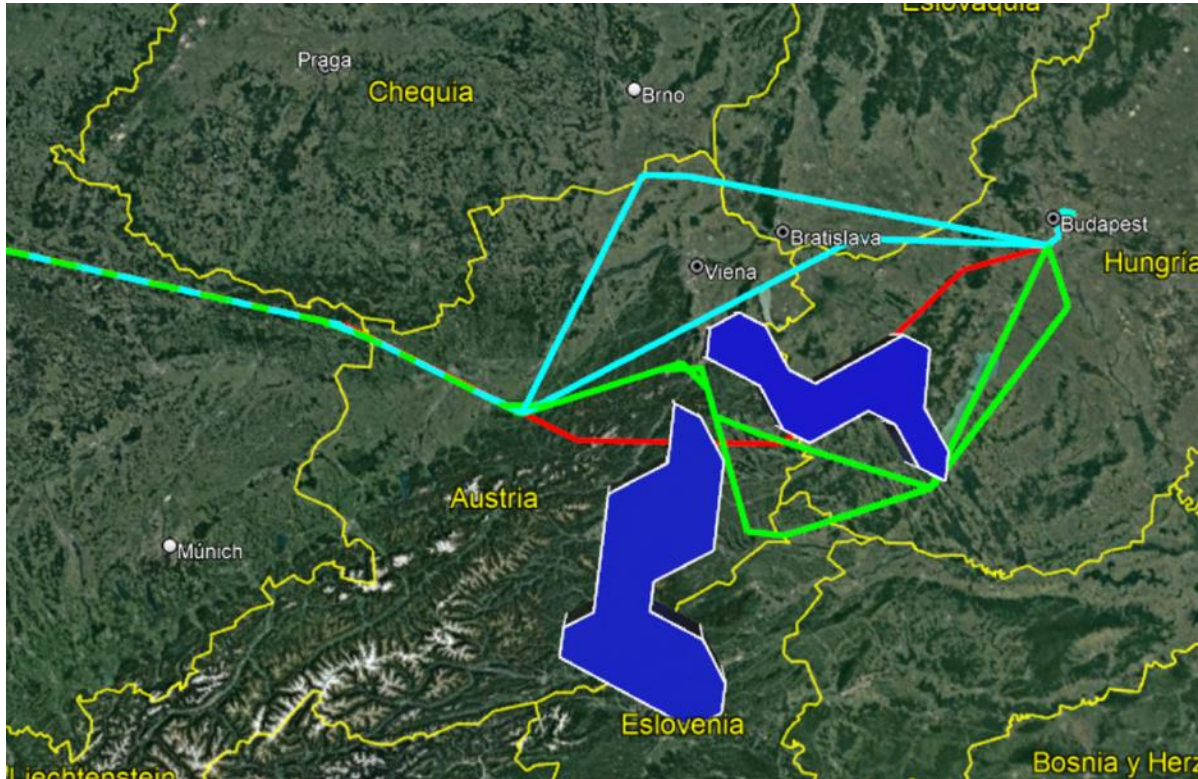 Eslovaquia
Praga
Chequia
Brno
Budapest
Bratislava
Viena
Hungría
Austria
Múnich
Eslovenia
Bosnia y Herz
Liechtenstein